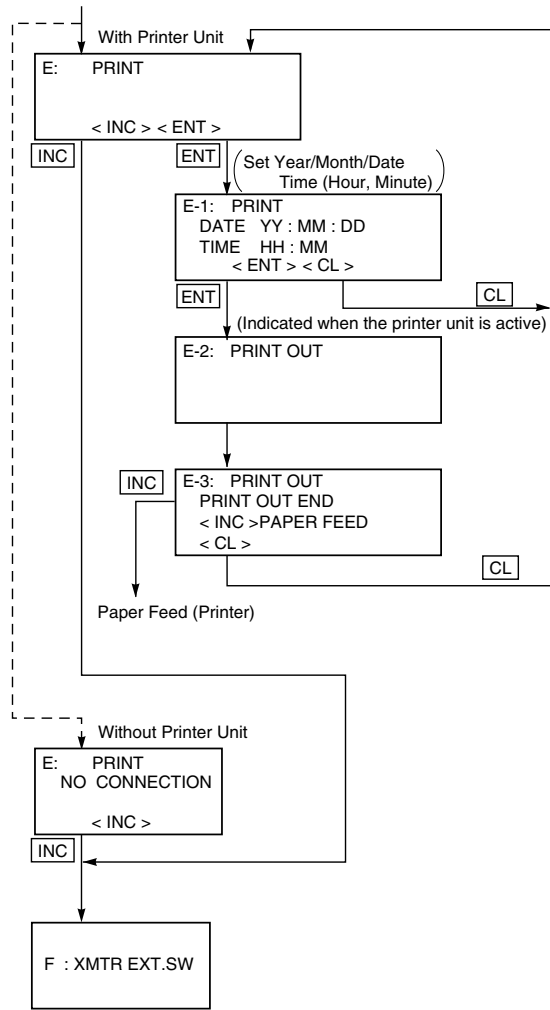 With Printer Unit
E: PRINT
< INC > < ENT >
INC
ENT
(Set Year/Month/Date
Time (Hour, Minute))
E-1: PRINT
DATE YY : MM : DD
TIME HH : MM
< ENT > < CL >
ENT
CL
(Indicated when the printer unit is active)
E-2: PRINT OUT
INC
E-3: PRINT OUT
PRINT OUT END
< INC >PAPER FEED
< CL >
CL
Paper Feed (Printer)
Without Printer Unit
E: PRINT
NO CONNECTION
< INC >
INC
F : XMTR EXT.SW